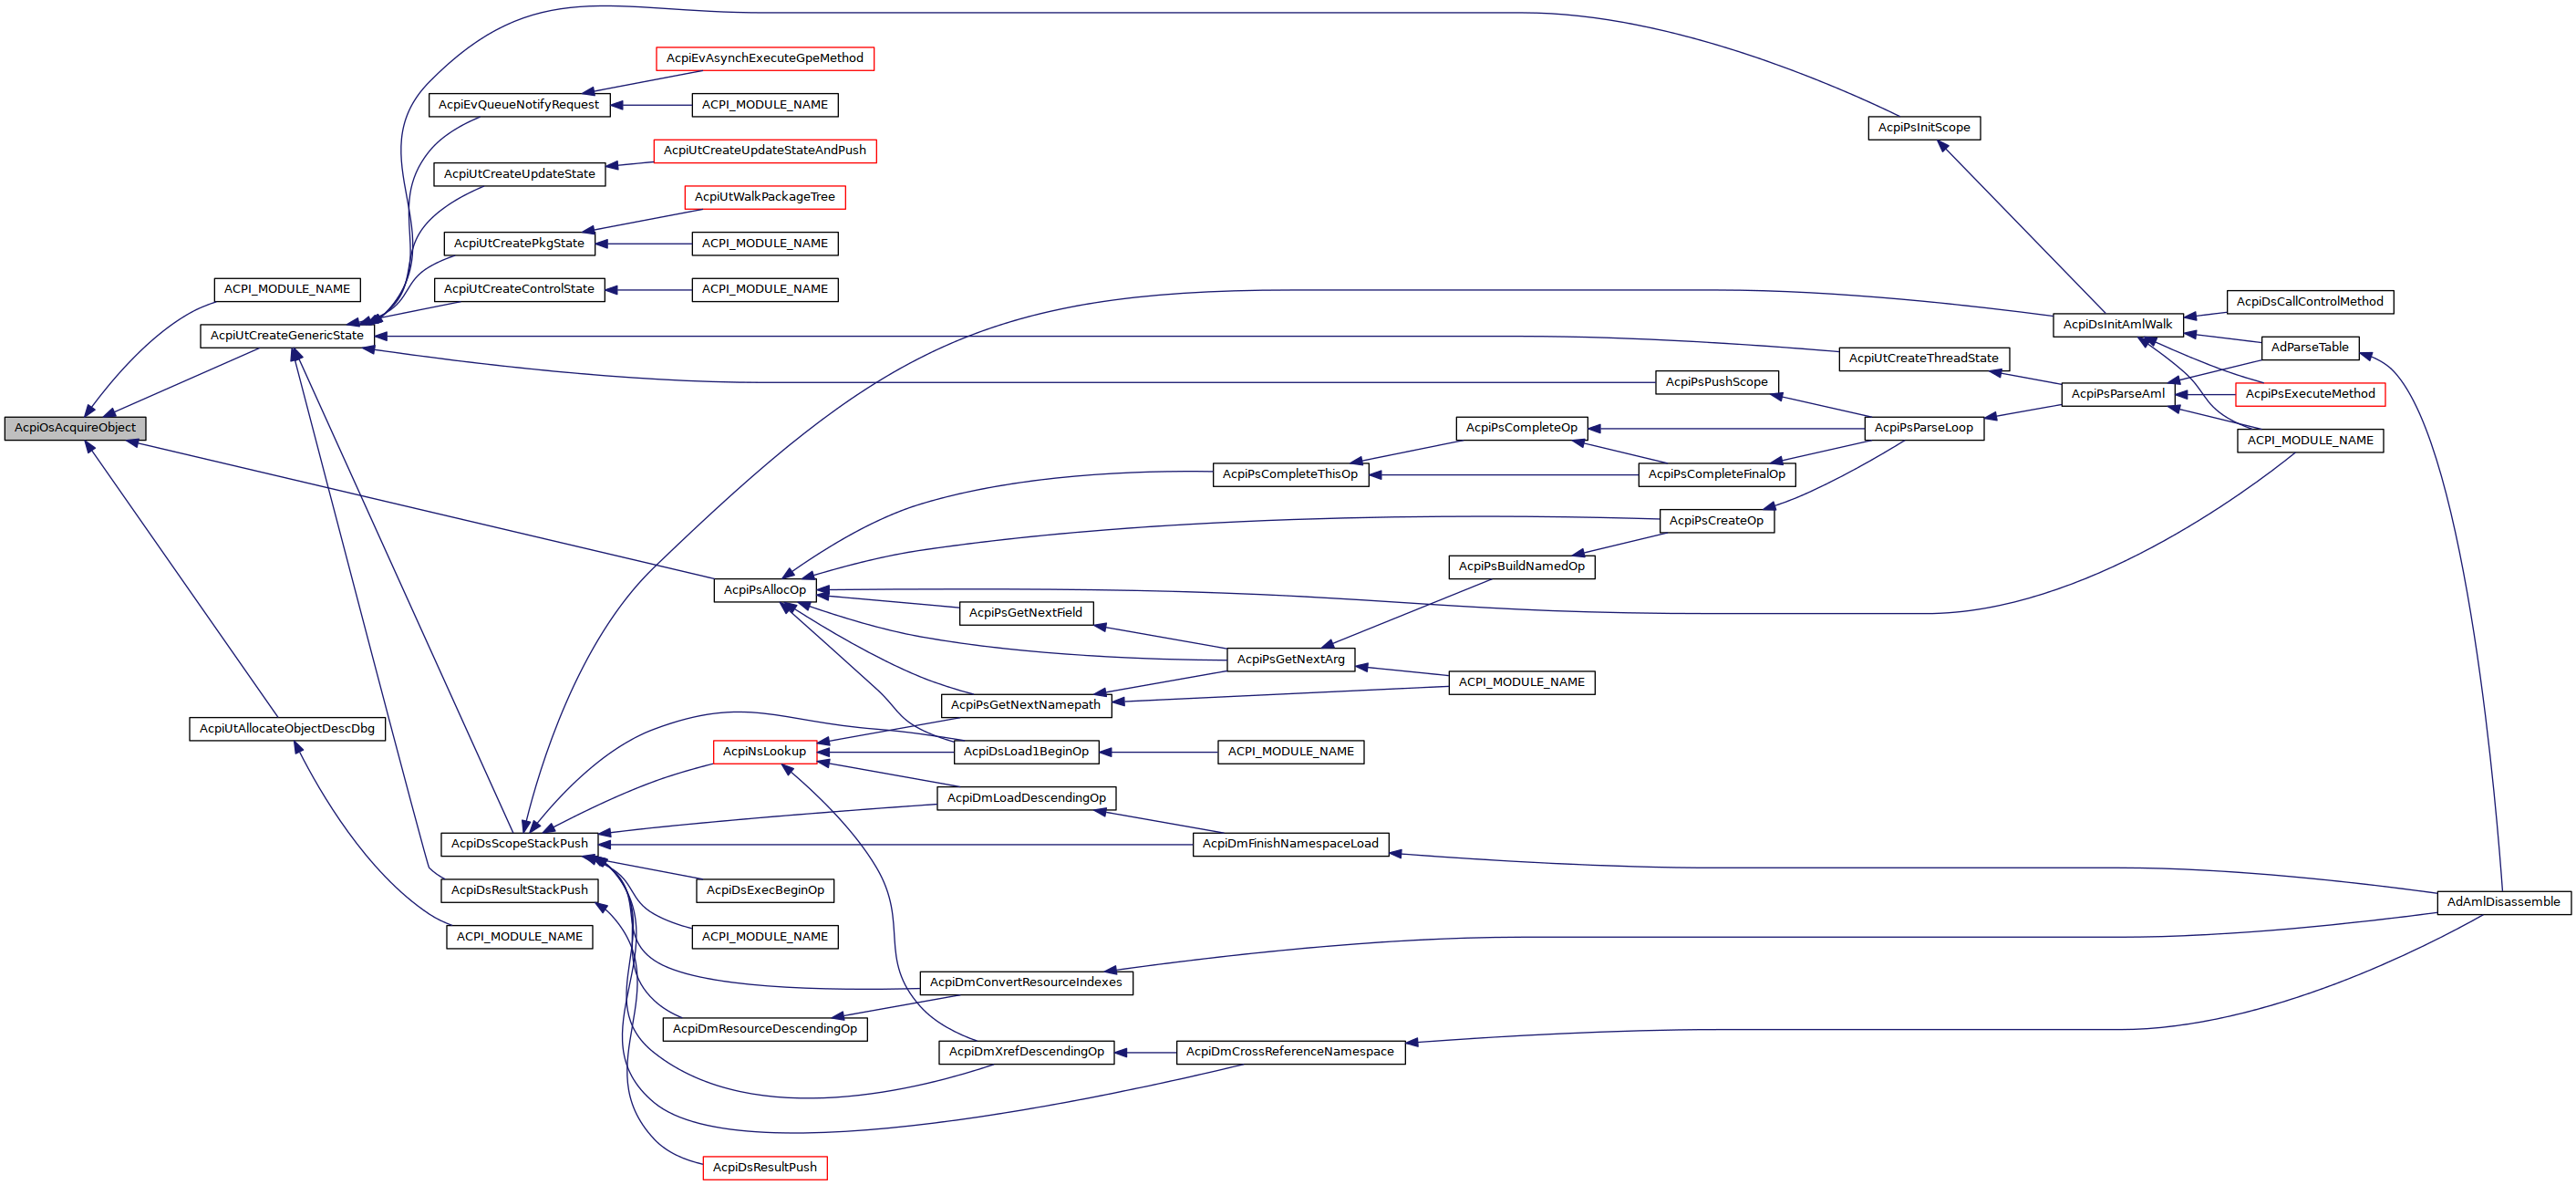 AcpiEvAsynchExecuteGpeMethod
AcpiEvQueueNotifyRequest
ACPI_MODULE_NAME
AcpiPsInitScope
AcpiUtCreateUpdateStateAndPush
AcpiUtCreateUpdateState
AcpiUtWalkPackageTree
AcpiUtCreatePkgState
ACPI_MODULE_NAME
ACPI_MODULE_NAME
AcpiUtCreateControlState
ACPI_MODULE_NAME
AcpiDsCallControlMethod
AcpiDsInitAmlWalk
AcpiUtCreateGenericState
AdParseTable
AcpiUtCreateThreadState
AcpiPsPushScope
AcpiPsParseAml
AcpiPsExecuteMethod
AcpiOsAcquireObject
AcpiPsCompleteOp
AcpiPsParseLoop
ACPI_MODULE_NAME
AcpiPsCompleteThisOp
AcpiPsCompleteFinalOp
AcpiPsCreateOp
AcpiPsBuildNamedOp
AcpiPsAllocOp
AcpiPsGetNextField
AcpiPsGetNextArg
ACPI_MODULE_NAME
AcpiPsGetNextNamepath
AcpiUtAllocateObjectDescDbg
AcpiNsLookup
AcpiDsLoad1BeginOp
ACPI_MODULE_NAME
AcpiDmLoadDescendingOp
AcpiDsScopeStackPush
AcpiDmFinishNamespaceLoad
AcpiDsResultStackPush
AcpiDsExecBeginOp
AdAmlDisassemble
ACPI_MODULE_NAME
ACPI_MODULE_NAME
AcpiDmConvertResourceIndexes
AcpiDmResourceDescendingOp
AcpiDmXrefDescendingOp
AcpiDmCrossReferenceNamespace
AcpiDsResultPush